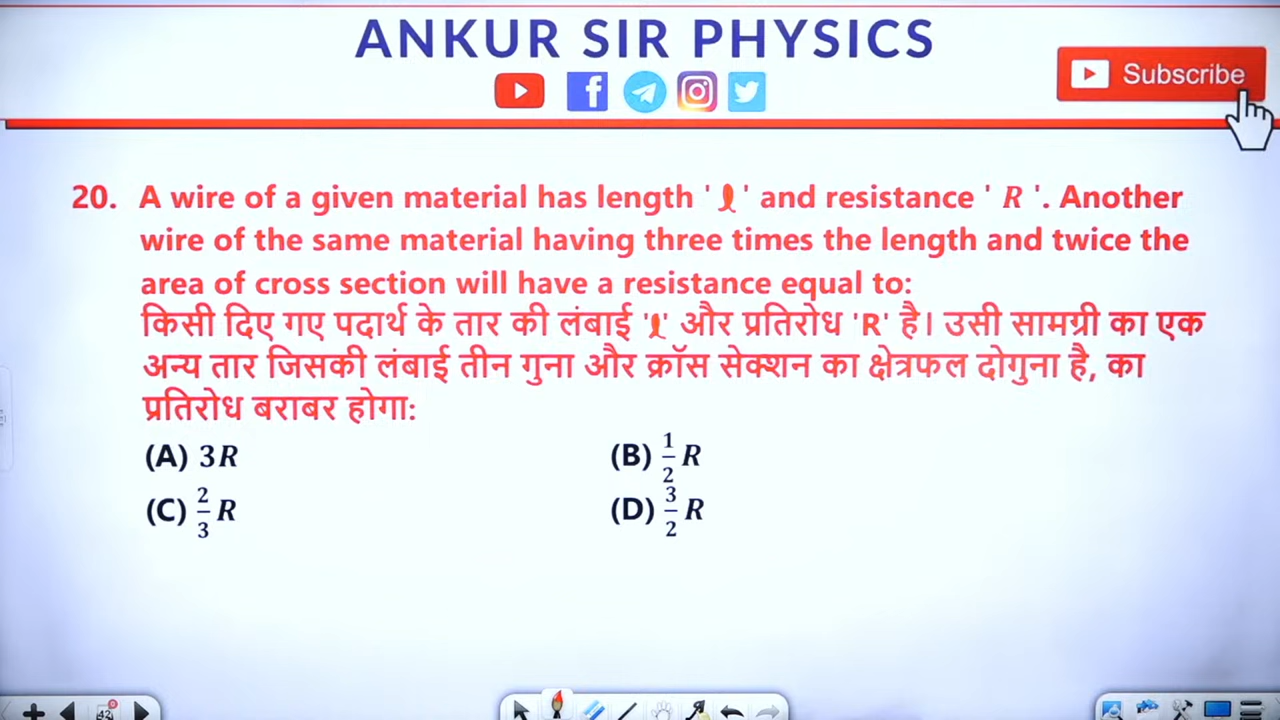 ANKUR SIR PHYSICS
Subscribe
20. A wire of a given material has length 'ℓ' and resistance ' R '. Another
wire of the same material having three times the length and twice the
area of cross section will have a resistance equal to:
किसी दिए गए पदार्थ के तार की लंबाई 'ℓ' और प्रतिरोध 'R' है। उसी सामग्री का एक
अन्य तार जिसकी लंबाई तीन गुना और क्रॉस सेक्शन का क्षेत्रफल दोगुना है, का
प्रतिरोध बराबर होगा:
(A) 3R (B) 1/2 R
(C) 2/3 R (D) 3/2 R
42